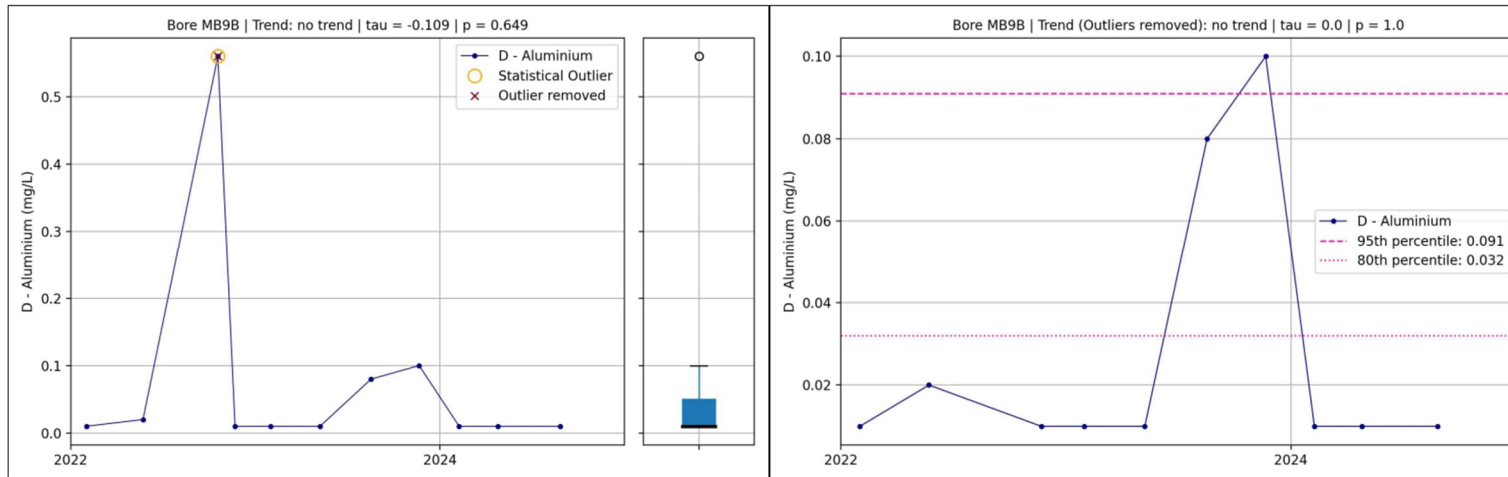 Bore MB9B | Trend: no trend | tau = -0.109 | p = 0.649
D - Aluminium
Statistical Outlier
Outlier removed
D - Aluminium (mg/L)
0.5
0.4
0.3
0.2
0.1
0.0
2022
2024
Bore MB9B | Trend (Outliers removed): no trend | tau = 0.0 | p = 1.0
D - Aluminium (mg/L)
0.10
0.08
0.06
0.04
0.02
D - Aluminium
95th percentile: 0.091
80th percentile: 0.032
2022
2024